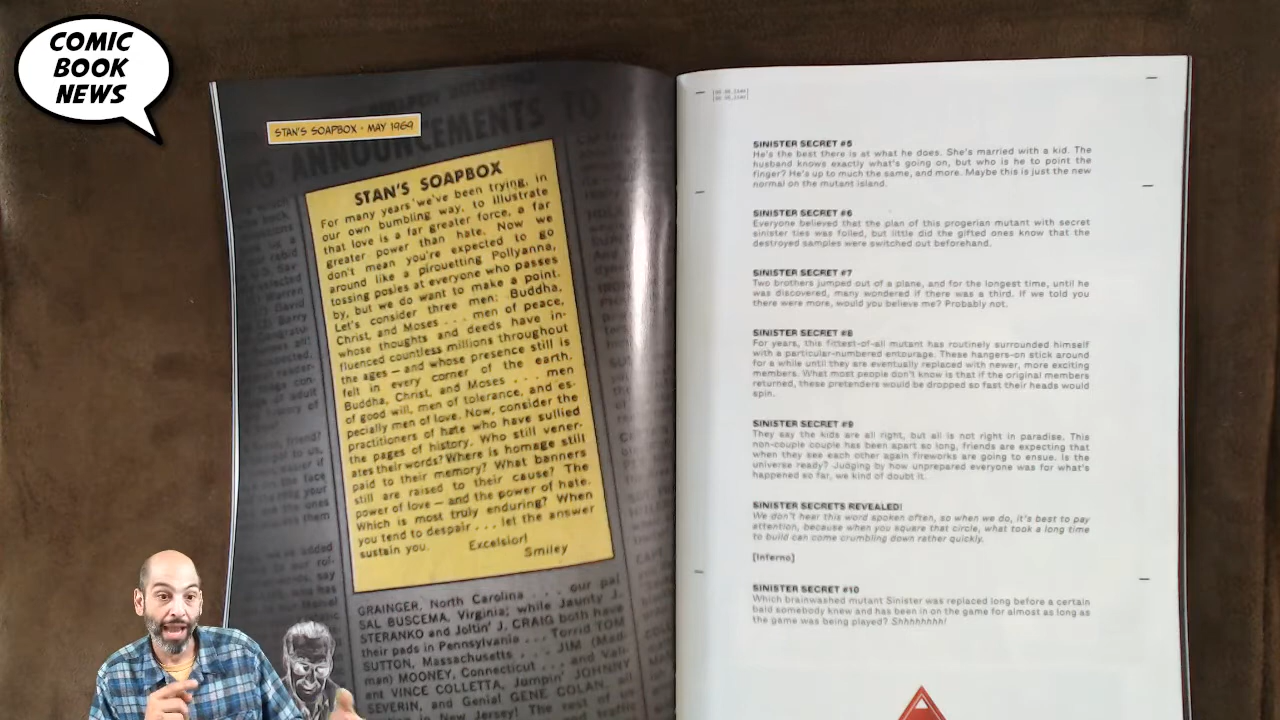 COMIC
BOOK
NEWS
STAN'S SOAPBOX - MAY 1969
ANNOUNCEMENTS TO
STAN'S SOAPBOX
For many years we've been trying, in
our own bumbling way, to illustrate
that love is a far greater force, a far
greater power than hate. Now we
don't mean you're expected to go
around like a pirouetting Pollyanna,
tossing posies at everyone who passes
by, but we do want to make a point.
Let's consider three men: Buddha,
Christ, and Moses . . . men of peace,
whose thoughts and deeds have in-
fluenced countless millions throughout
the ages — and whose presence still is
felt in every corner of the earth.
Buddha, Christ, and Moses . . . men
of good will, men of tolerance, and es-
pecially men of love. Now, consider the
practitioners of hate who have sullied
the pages of history. Who still vener-
ates their words? Where is homage still
paid to their memory? What banners
still are raised to their cause? The
power of love — and the power of hate.
Which is most truly enduring? When
you tend to despair . . . let the answer
sustain you.
Excelsior!
Smiley
GRAINGER, North Carolina . . . our pal
SAL BUSCEMA, Virginia; while Jaunty J.
STERANKO and Joltin' J. CRAIG both have
their pads in Pennsylvania . . . Torrid TOM
SUTTON, Massachusetts . . . JIM (Mad-
man) MOONEY, Connecticut . . . and Vali-
ant VINCE COLLETTA, Jumpin' JOHNNY
SEVERIN, and Genial GENE COLAN,
in New Jersey! The rest of us
SINISTER SECRET #5
He's the best there is at what he does. She's married with a kid. The
husband knows exactly what's going on, but who is he to point the
finger? He's up to much the same, and more. Maybe this is just the new
normal on the mutant island.
SINISTER SECRET #6
Everyone believed that the plan of this progerian mutant with secret
sinister ties was foiled, but little did the gifted ones know that the
destroyed samples were switched out beforehand.
SINISTER SECRET #7
Two brothers jumped out of a plane, and for the longest time, until he
was discovered, many wondered if there was a third. If we told you
there were more, would you believe me? Probably not.
SINISTER SECRET #8
For years, this fittest-of-all mutant has routinely surrounded himself
with a particular-numbered entourage. These hangers-on stick around
for a while until they are eventually replaced with newer, more exciting
members. What most people don't know is that if the original members
returned, these pretenders would be dropped so fast their heads would
spin.
SINISTER SECRET #9
They say the kids are all right, but all is not right in paradise. This
non-couple couple has been apart so long, friends are expecting that
when they see each other again fireworks are going to ensue. Is the
universe ready? Judging by how unprepared everyone was for what's
happened so far, we kind of doubt it.
SINISTER SECRETS REVEALED!
We don't hear this word spoken often, so when we do, it's best to pay
attention, because when you square that circle, what took a long time
to build can come crumbling down rather quickly.
[Inferno]
SINISTER SECRET #10
Which brainwashed mutant Sinister was replaced long before a certain
bald somebody knew and has been in on the game for almost as long as
the game was being played? Shhhhhhhh!